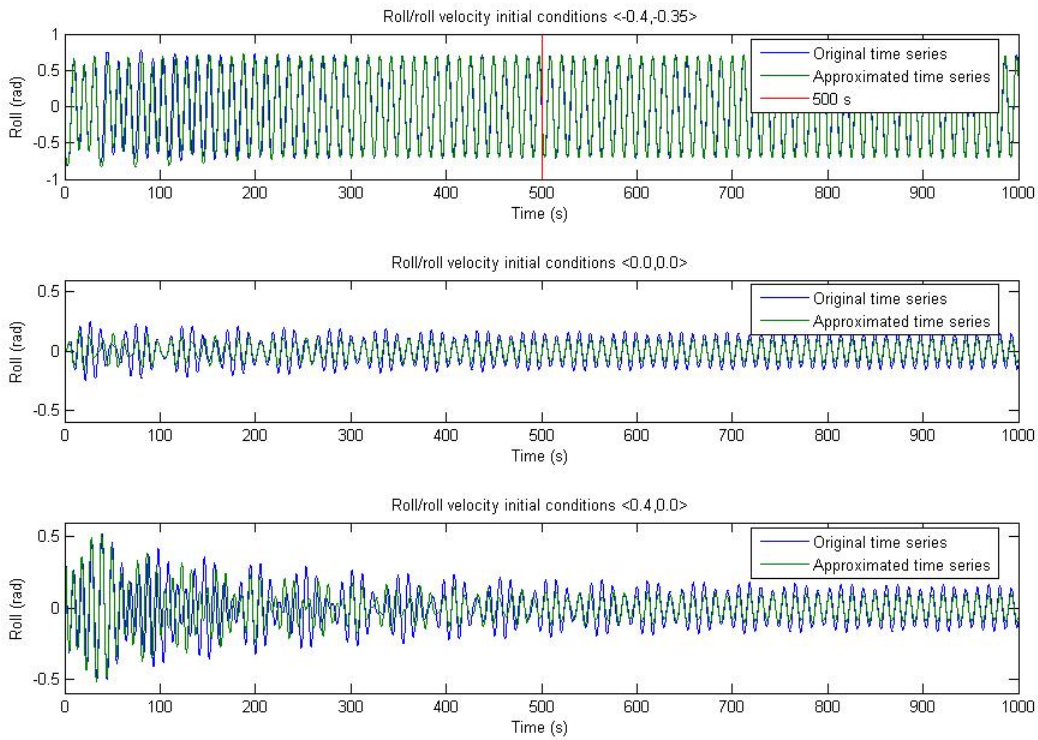 Roll/roll velocity initial conditions <-0.4,-0.35>
1
0.5
0
-0.5
-1
Roll (rad)
Original time series
Approximated time series
500 s
0 100 200 300 400 500 600 700 800 900 1000
Time (s)
Roll/roll velocity initial conditions <0.0,0.0>
0.5
0
-0.5
Roll (rad)
Original time series
Approximated time series
0 100 200 300 400 500 600 700 800 900 1000
Time (s)
Roll/roll velocity initial conditions <0.4,0.0>
0.5
0
-0.5
Roll (rad)
Original time series
Approximated time series
0 100 200 300 400 500 600 700 800 900 1000
Time (s)